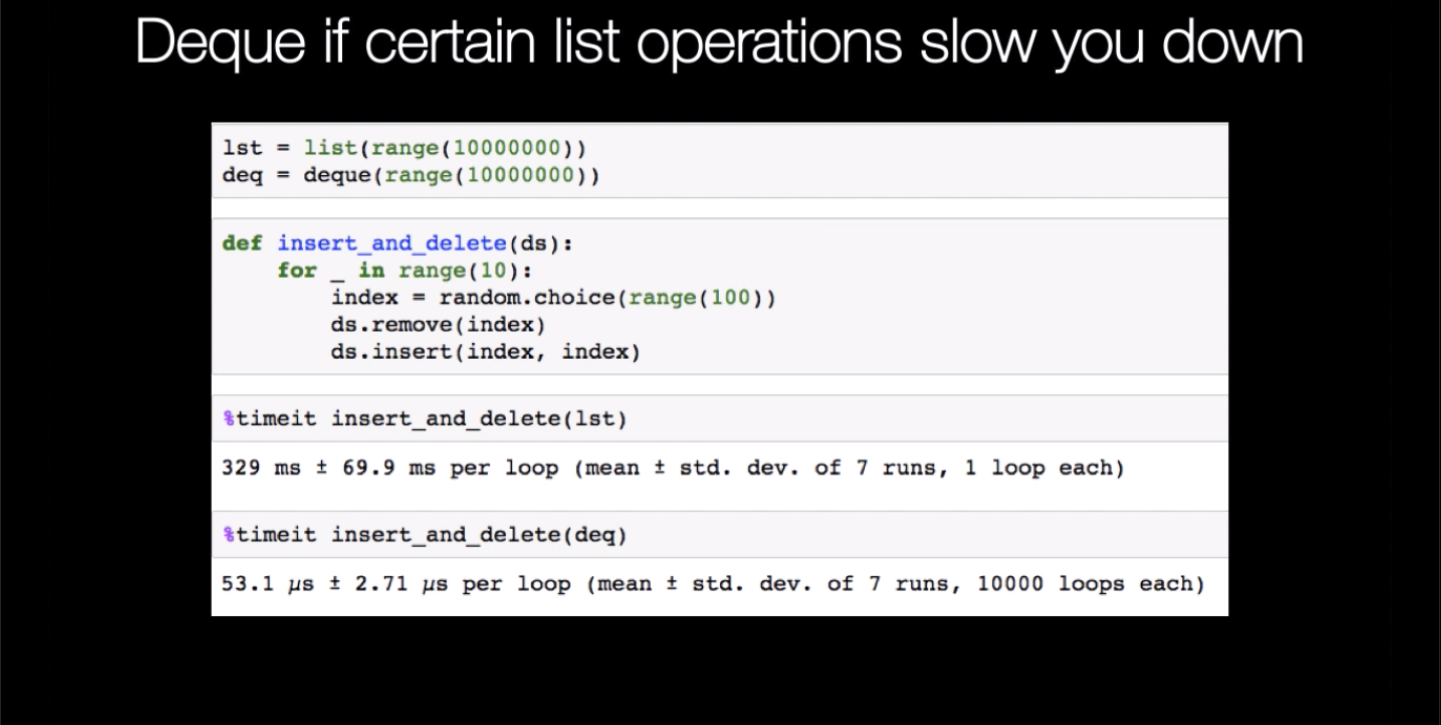 Deque if certain list operations slow you down
lst = list(range(10000000))
deq = deque(range(10000000))
def insert_and_delete(ds):
    for _ in range(10):
        index = random.choice(range(100))
        ds.remove(index)
        ds.insert(index, index)
%timeit insert_and_delete(lst)
329 ms ± 69.9 ms per loop (mean ± std. dev. of 7 runs, 1 loop each)
%timeit insert_and_delete(deq)
53.1 µs ± 2.71 µs per loop (mean ± std. dev. of 7 runs, 10000 loops each)